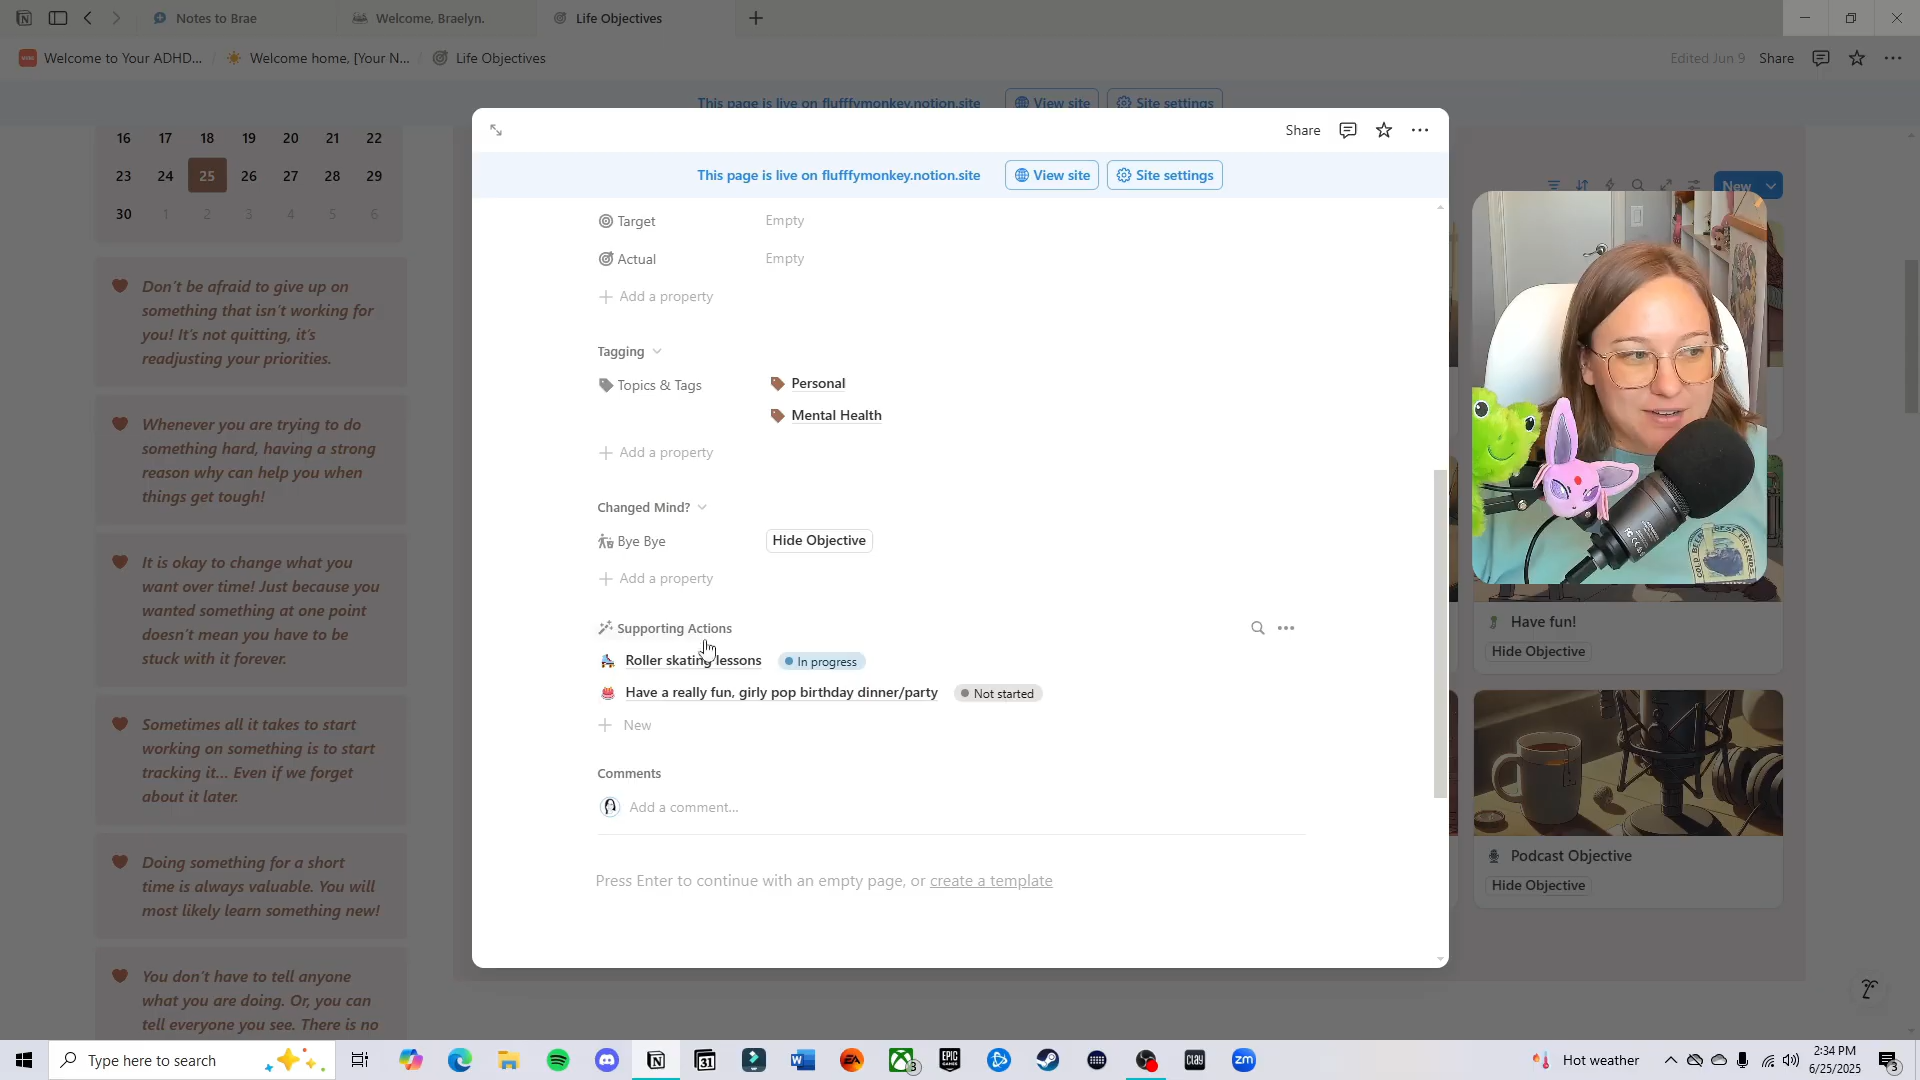 Notes to Brae
Welcome, Braelyn.
Life Objectives
Welcome to Your ADHD...
/
Welcome home, [Your N...
/
Life Objectives
Edited Jun 9
Share
This page is live on flufffymonkey.notion.site
View site
Site settings
16 17 18 19 20 21 22
23 24 25 26 27 28 29
30 1 2 3 4 5 6
Don't be afraid to give up on
something that isn't working for
you! It's not quitting, it's
readjusting your priorities.
Whenever you are trying to do
something hard, having a strong
reason why can help you when
things get tough!
It is okay to change what you
want over time! Just because you
wanted something at one point
doesn't mean you have to be
stuck with it forever.
Sometimes all it takes to start
working on something is to start
tracking it... Even if we forget
about it later.
Doing something for a short
time is always valuable. You will
most likely learn something new!
You don't have to tell anyone
what you are doing. Or, you can
tell everyone you see. There is no
Share
This page is live on flufffymonkey.notion.site
View site
Site settings
Target
Empty
Actual
Empty
Add a property
Tagging
Topics & Tags
Personal
Mental Health
Add a property
Changed Mind?
Bye Bye
Hide Objective
Add a property
Supporting Actions
Roller skating lessons
In progress
Have a really fun, girly pop birthday dinner/party
Not started
New
Comments
Add a comment...
Press Enter to continue with an empty page, or create a template
New
Have fun!
Hide Objective
Podcast Objective
Hide Objective
Type here to search
31
W
EA
3
EPIC
GAMES
CLAY
zm
Hot weather
2:34 PM
6/25/2025
3